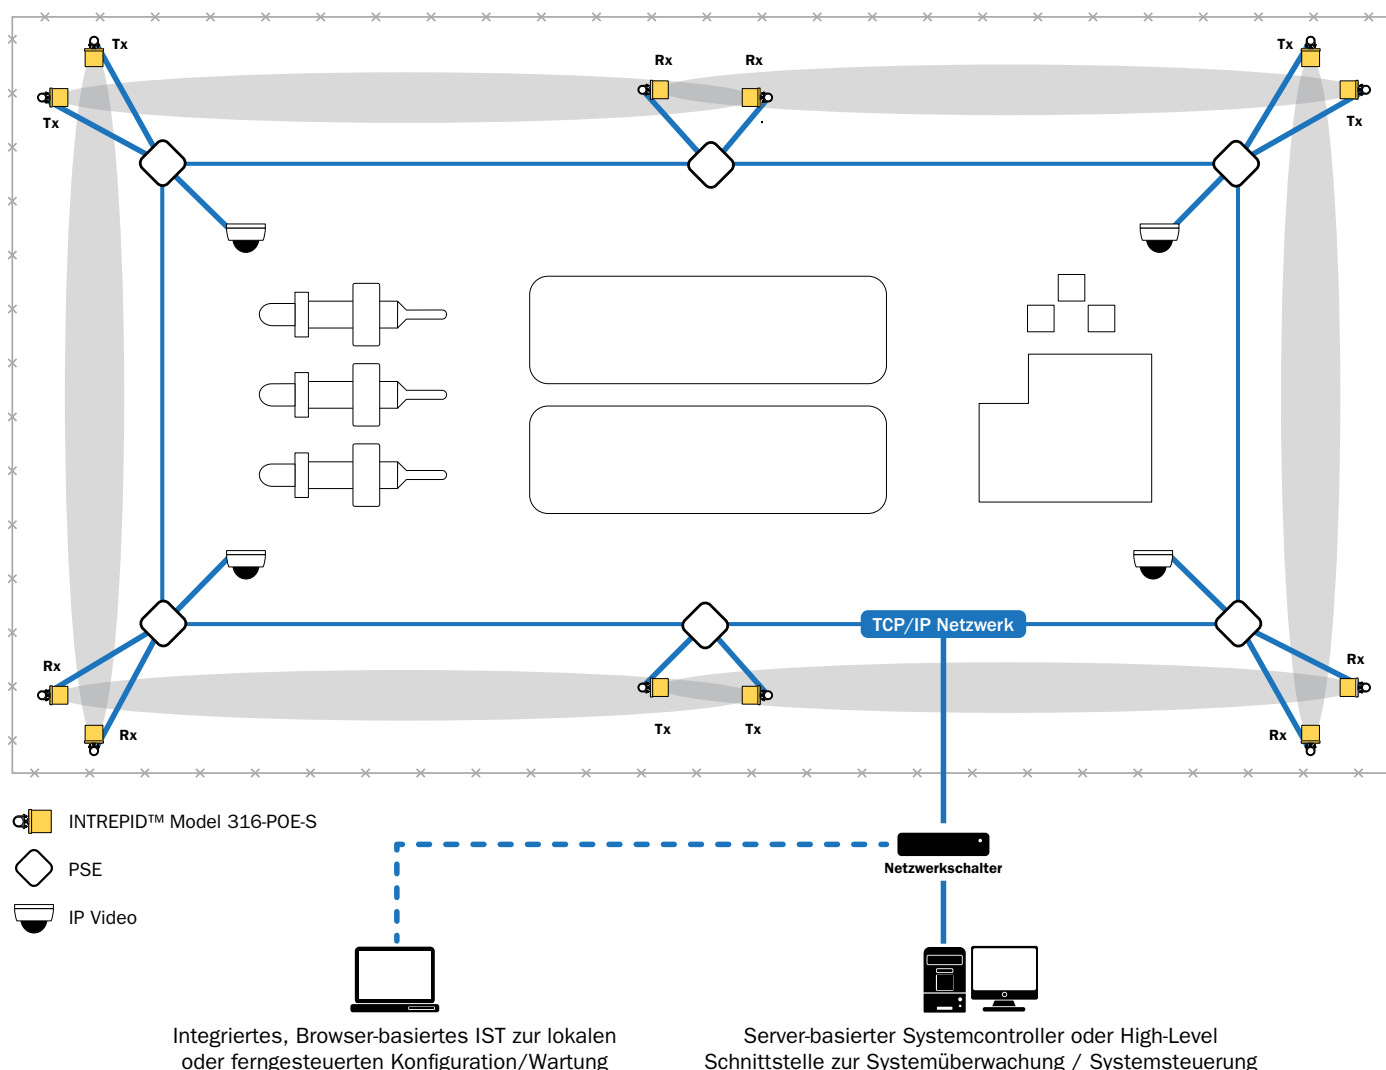 Tx
Rx
Rx
Tx
Tx
Tx
TCP/IP Netzwerk
Rx
Rx
Rx
Tx
Tx
Rx
INTREPID™ Model 316-POE-S
PSE
IP Video
Netzwerkschalter
Integriertes, Browser-basiertes IST zur lokalen
oder ferngesteuerten Konfiguration/Wartung
Server-basierter Systemcontroller oder High-Level
Schnittstelle zur Systemüberwachung / Systemsteuerung